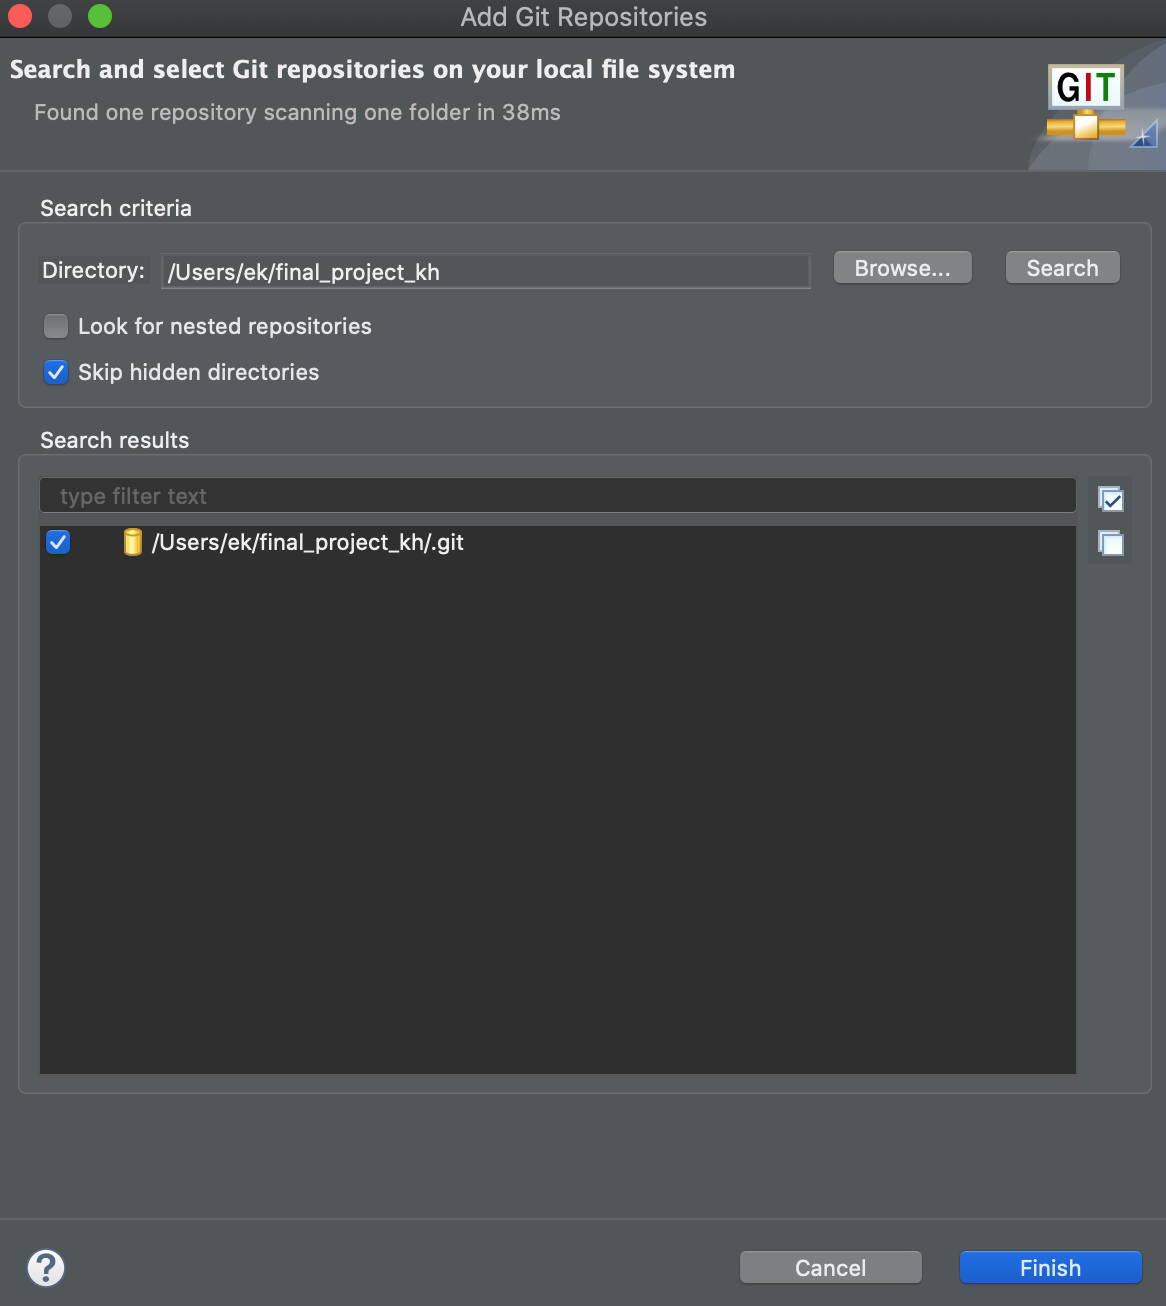 Add Git Repositories
Search and select Git repositories on your local file system
Found one repository scanning one folder in 38ms
GIT
Search criteria
Directory: /Users/ek/final_project_kh Browse... Search
Look for nested repositories
Skip hidden directories
Search results
type filter text
/Users/ek/final_project_kh/.git
? Cancel Finish